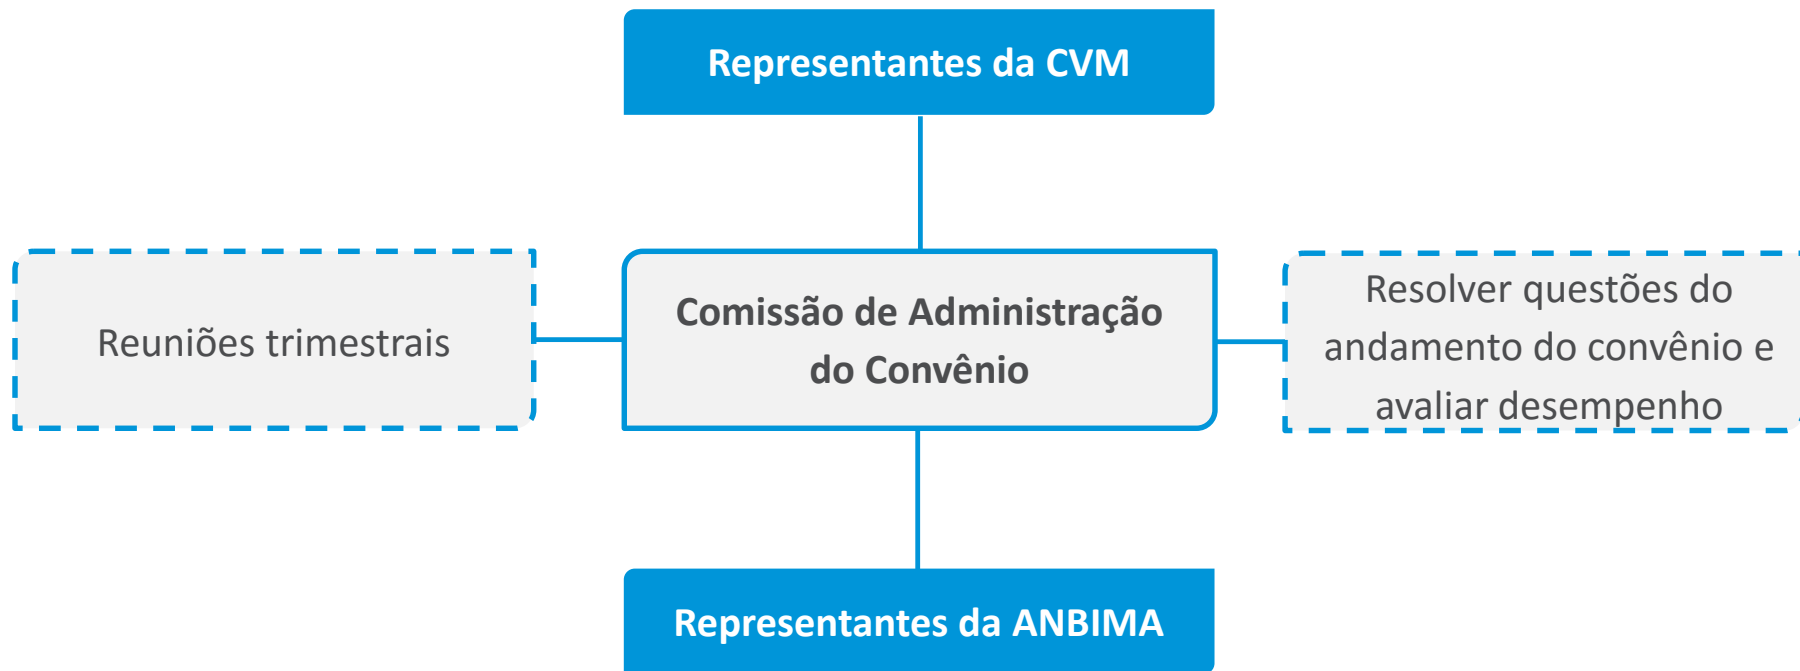 Representantes da CVM
Reuniões trimestrais
Comissão de Administração
do Convênio
Resolver questões do
andamento do convênio e
avaliar desempenho
Representantes da ANBIMA